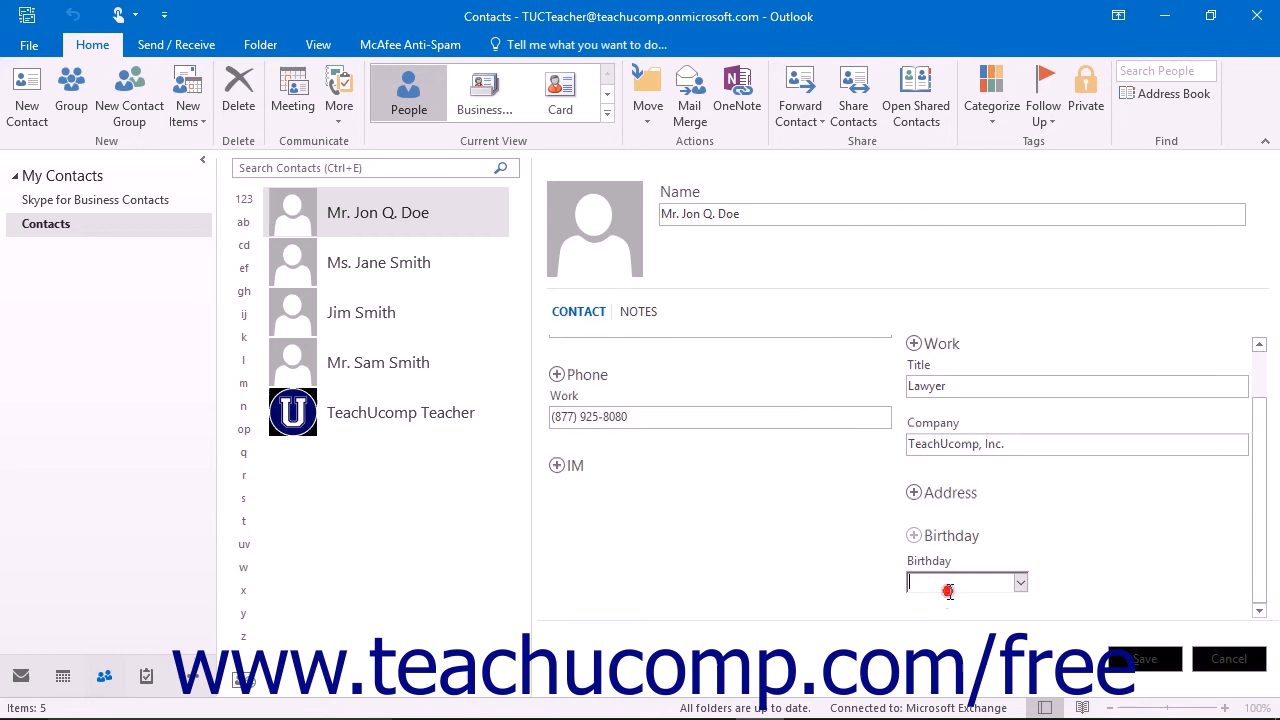 Contacts - TUCTeacher@teachucomp.onmicrosoft.com - Outlook
File Home Send / Receive Folder View McAfee Anti-Spam Tell me what you want to do...
New Contact
Group
New Contact Group
New Items
Delete
Meeting
More
People
Business...
Card
Move
Mail Merge
OneNote
Forward Contact
Share Contacts
Open Shared Contacts
Categorize
Follow Up
Private
Search People
Address Book
New Delete Communicate Current View Actions Share Tags Find
My Contacts
Skype for Business Contacts
Contacts
Search Contacts (Ctrl+E)
123
ab
cd
ef
gh
ij
k
l
m
n
op
q
r
s
t
uv
w
x
y
z
Mr. Jon Q. Doe
Ms. Jane Smith
Jim Smith
Mr. Sam Smith
U
TeachUcomp Teacher
Name
Mr. Jon Q. Doe
CONTACT NOTES
Phone
Work
(877) 925-8080
IM
Work
Title
Lawyer
Company
TeachUcomp, Inc.
Address
Birthday
Birthday
Save Cancel
www.teachucomp.com/free
Items: 5 All folders are up to date. Connected to: Microsoft Exchange 100%